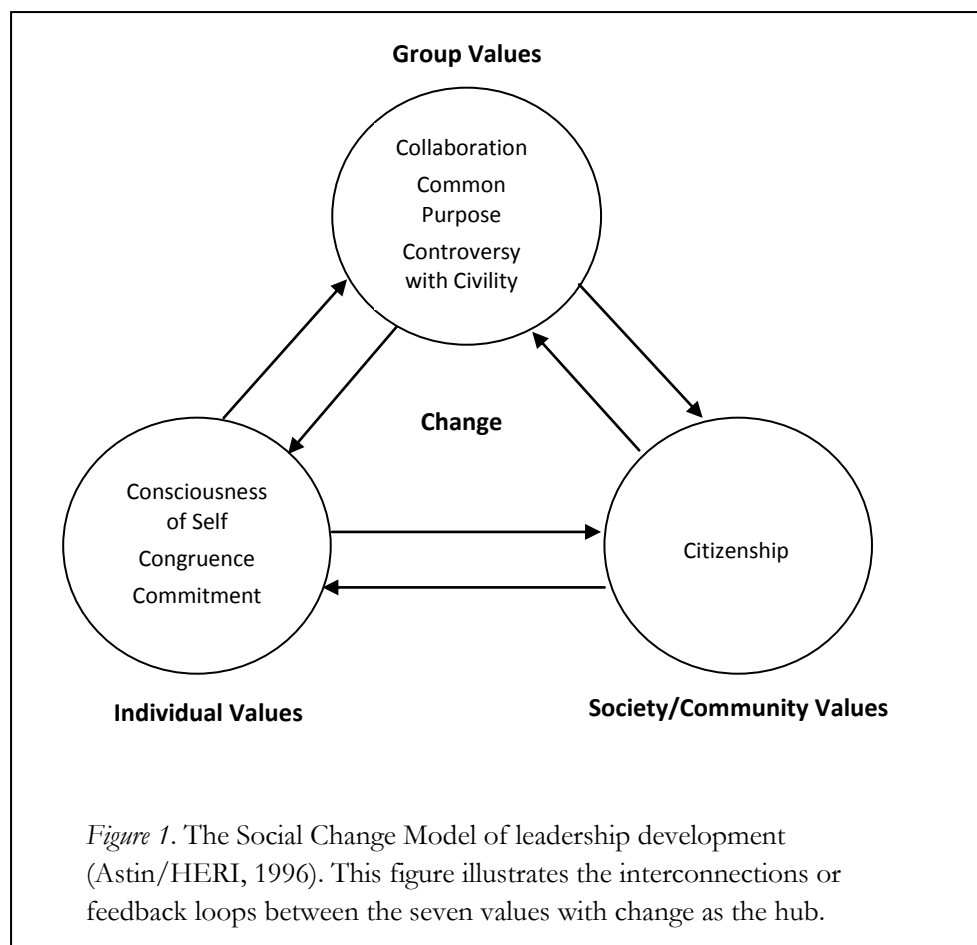 Group Values
Collaboration
Common
Purpose
Controversy
with Civility
Change
Consciousness
of Self
Congruence
Commitment
Citizenship
Individual Values
Society/Community Values
Figure 1. The Social Change Model of leadership development
(Astin/HERI, 1996). This figure illustrates the interconnections or
feedback loops between the seven values with change as the hub.